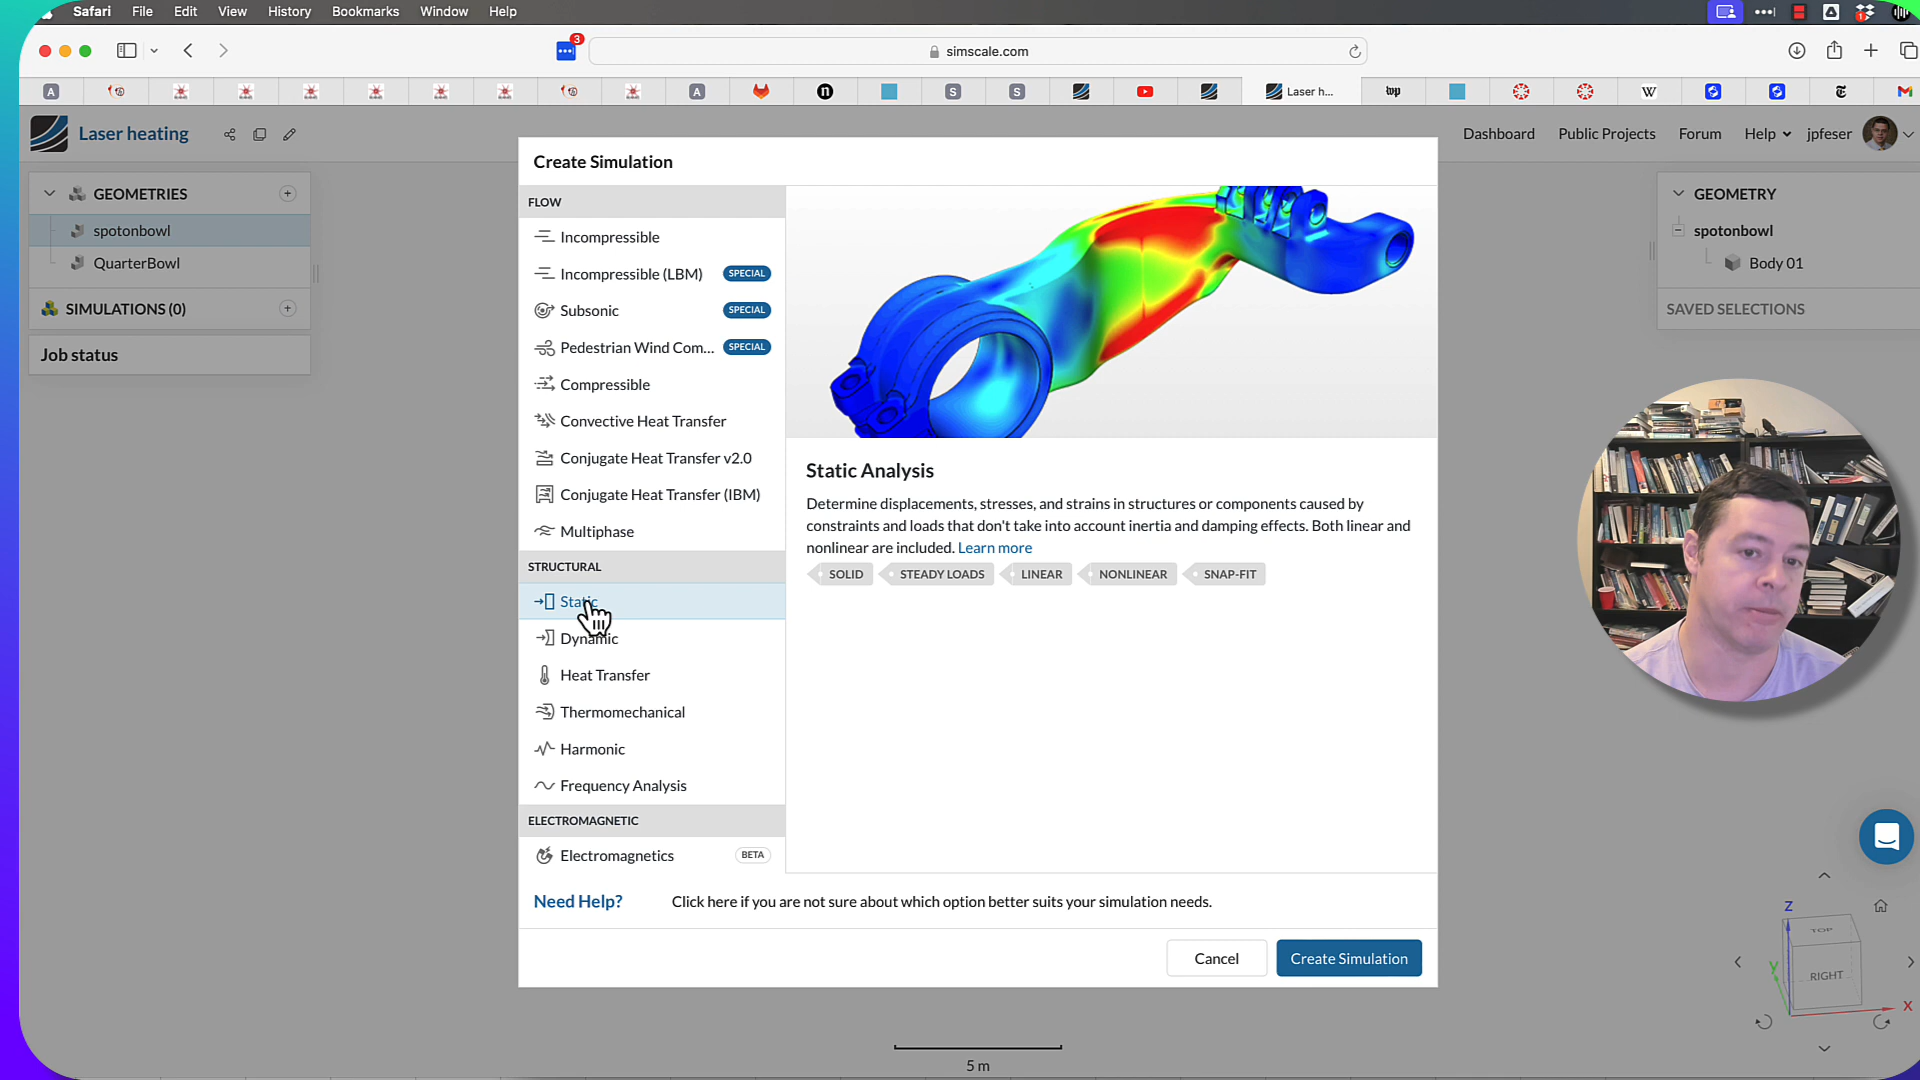 Safari File Edit View History Bookmarks Window Help
3
simscale.com
Laser h...
Laser heating
Dashboard Public Projects Forum Help jpfeser
Create Simulation
GEOMETRIES
spotonbowl
QuarterBowl
SIMULATIONS (0)
Job status
FLOW
Incompressible
Incompressible (LBM) SPECIAL
Subsonic SPECIAL
Pedestrian Wind Com... SPECIAL
Compressible
Convective Heat Transfer
Conjugate Heat Transfer v2.0
Conjugate Heat Transfer (IBM)
Multiphase
STRUCTURAL
Static
Dynamic
Heat Transfer
Thermomechanical
Harmonic
Frequency Analysis
ELECTROMAGNETIC
Electromagnetics BETA
Static Analysis
Determine displacements, stresses, and strains in structures or components caused by
constraints and loads that don't take into account inertia and damping effects. Both linear and
nonlinear are included. Learn more
SOLID STEADY LOADS LINEAR NONLINEAR SNAP-FIT
Need Help? Click here if you are not sure about which option better suits your simulation needs.
Cancel Create Simulation
GEOMETRY
spotonbowl
Body 01
SAVED SELECTIONS
Z
TOP
Y
RIGHT
X
5 m